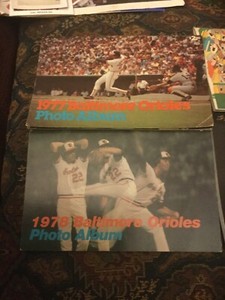 1977 Baltimore Orioles
Photo Album
1978 Baltimore Orioles
Photo Album